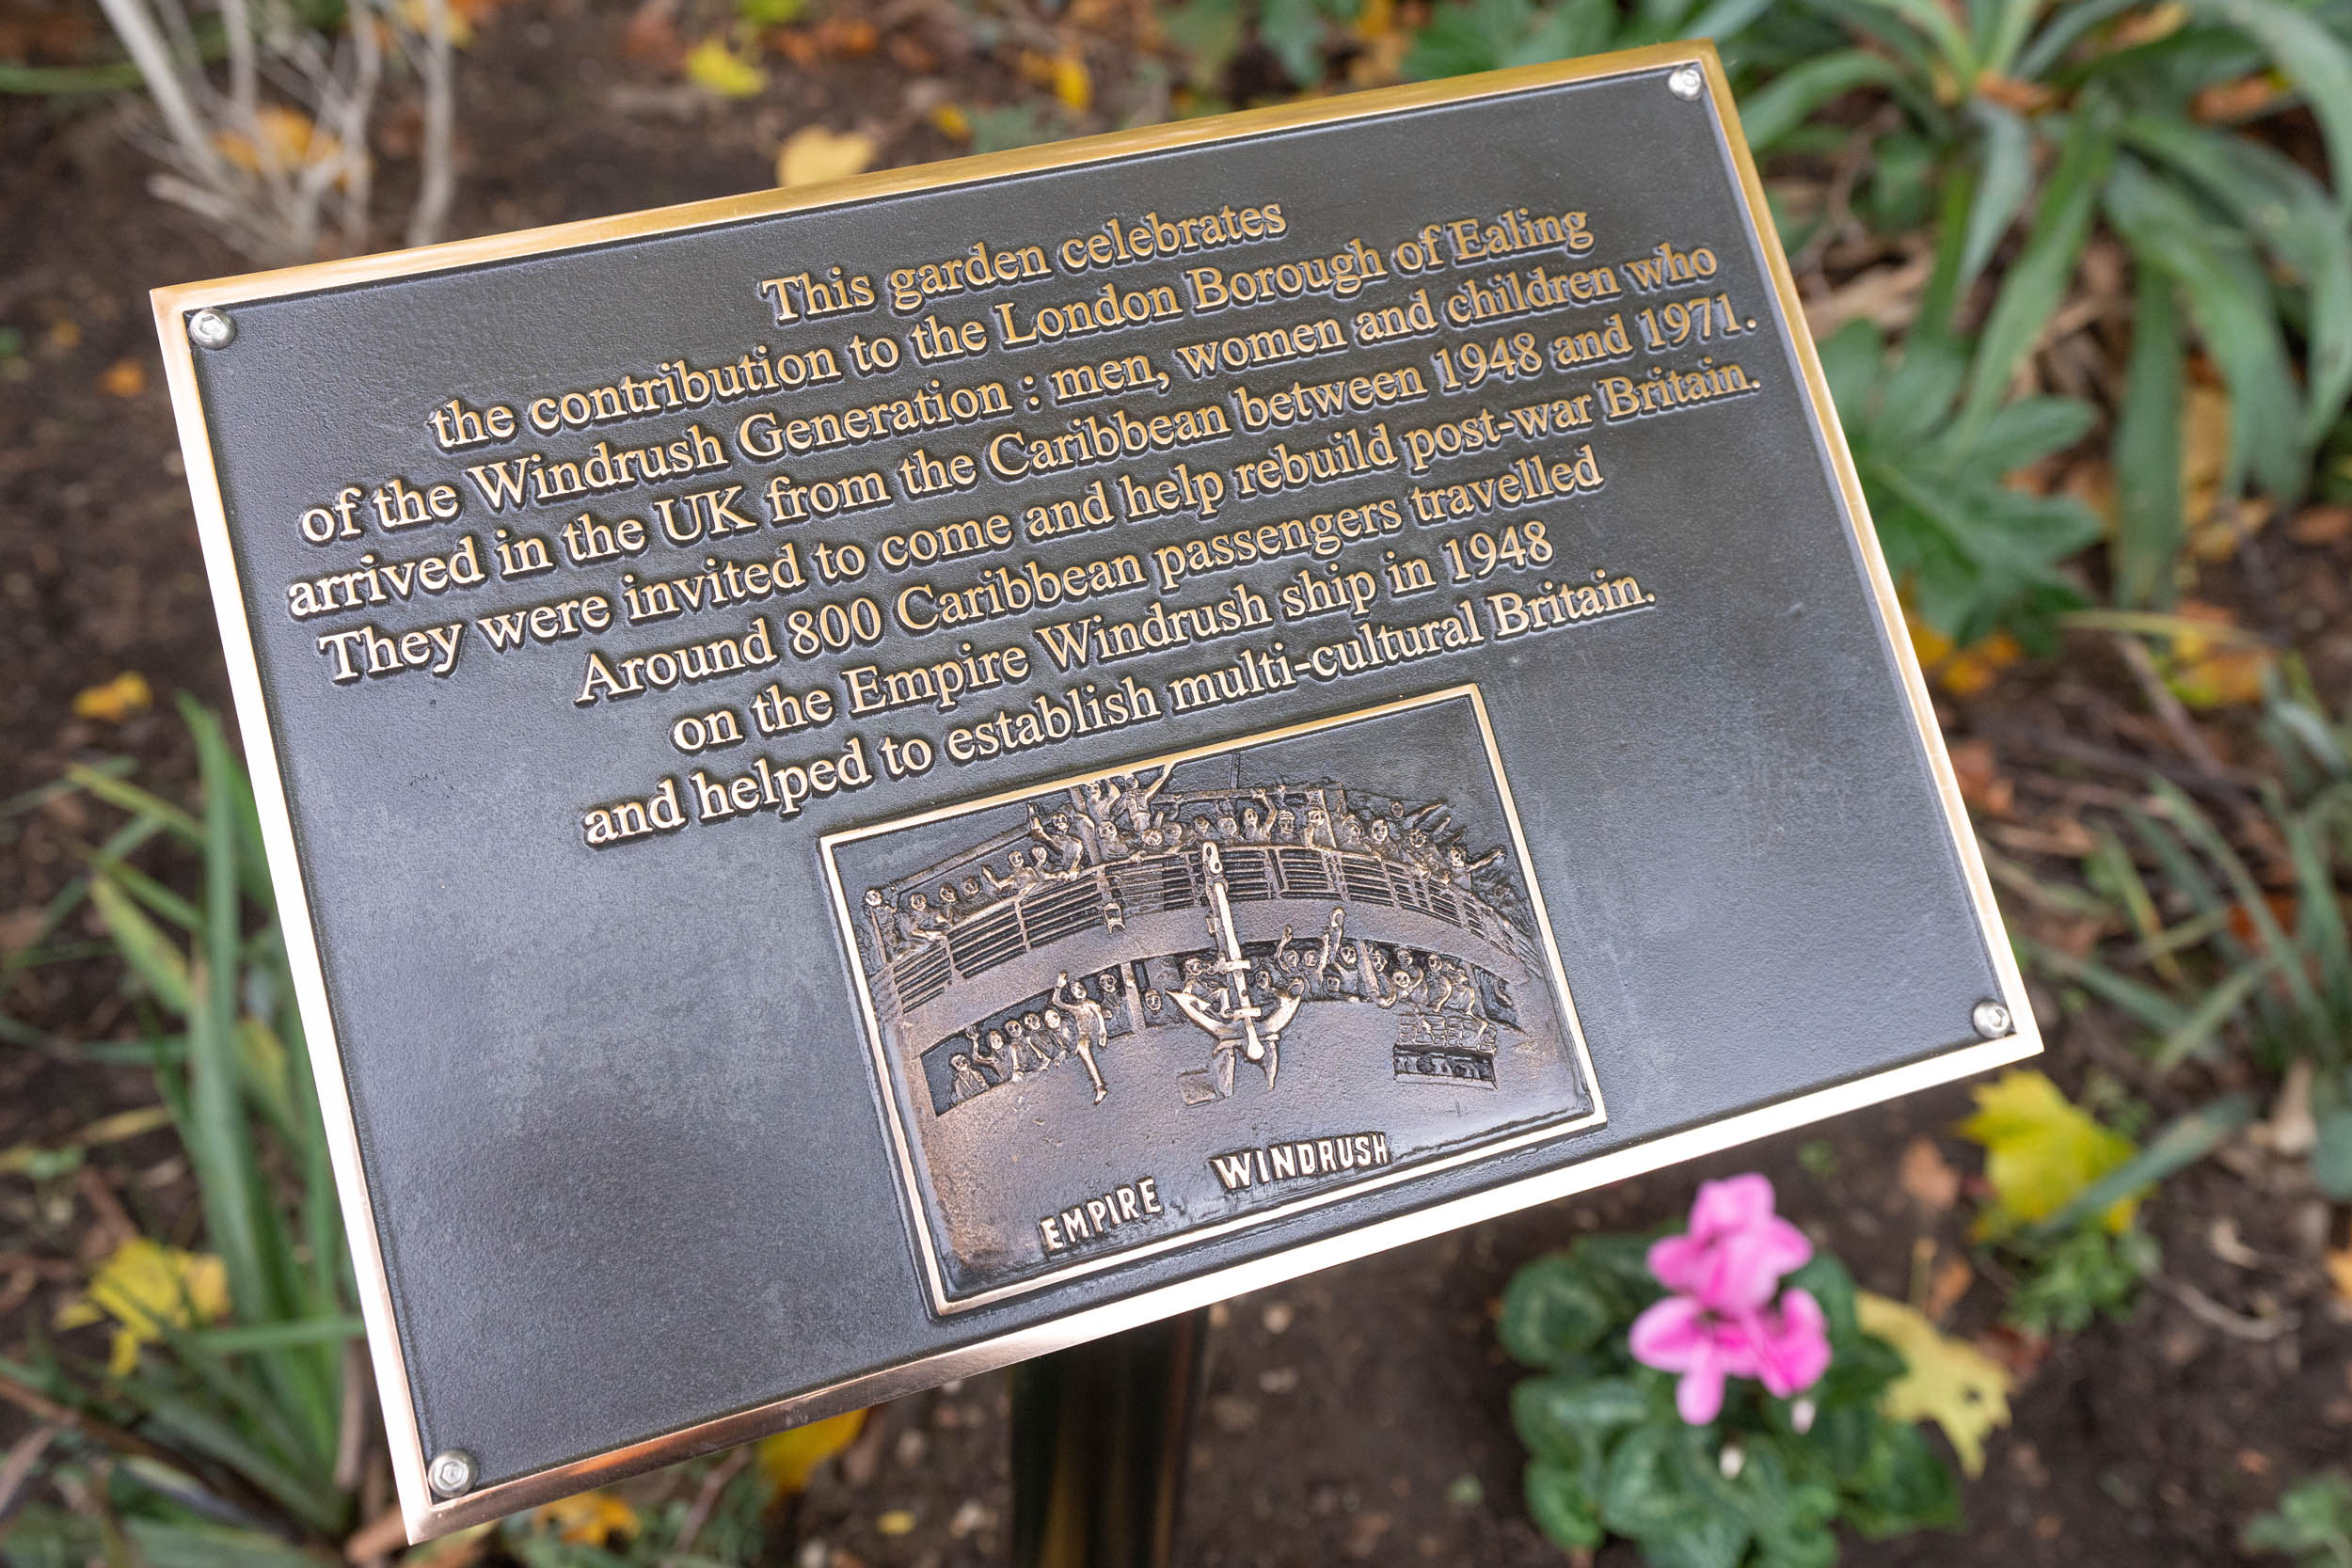 This garden celebrates
the contribution to the London Borough of Ealing
of the Windrush Generation : men, women and children who
arrived in the UK from the Caribbean between 1948 and 1971.
They were invited to come and help rebuild post-war Britain.
Around 800 Caribbean passengers travelled
on the Empire Windrush ship in 1948
and helped to establish multi-cultural Britain.
EMPIRE WINDRUSH